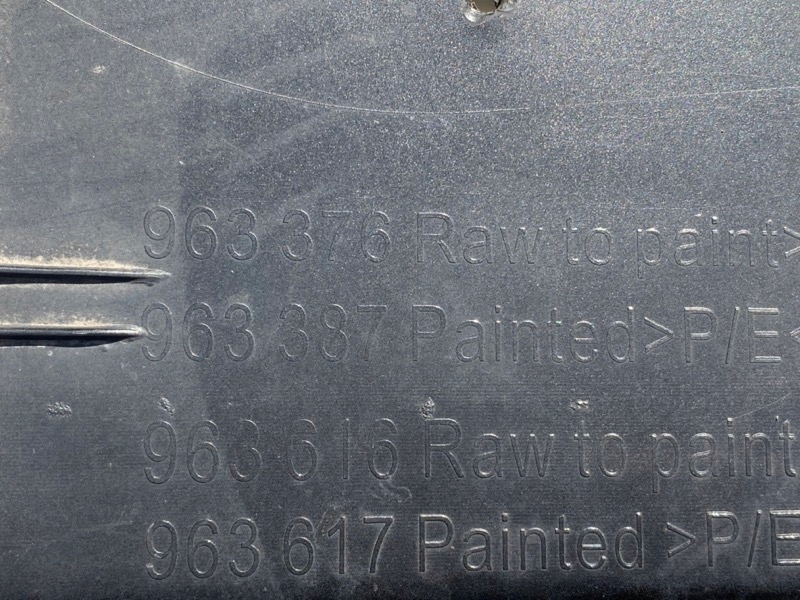 963 376 Raw to paint>
963 387 Painted>P/E<
963 616 Raw to paint
963 617 Painted >P/E